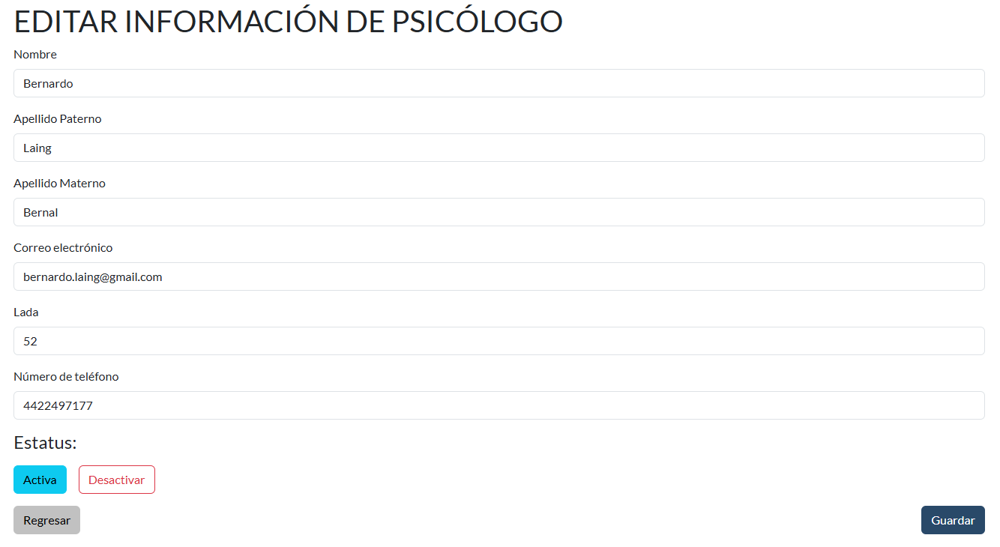 EDITAR INFORMACIÓN DE PSICÓLOGO
Nombre
Bernardo
Apellido Paterno
Laing
Apellido Materno
Bernal
Correo electrónico
bernardo.laing@gmail.com
Lada
52
Número de teléfono
4422497177
Estatus:
Activa Desactivar
Regresar Guardar